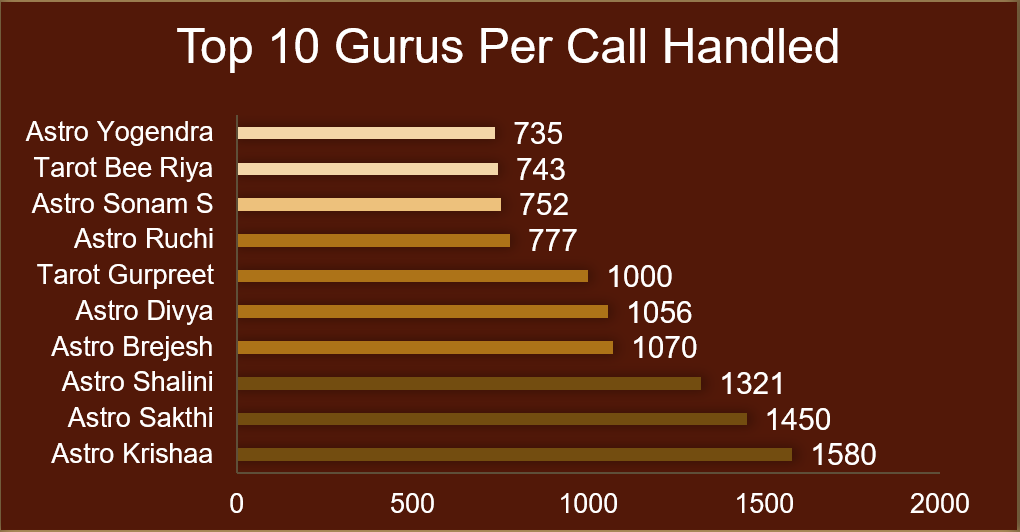 Top 10 Gurus Per Call Handled
Astro Yogendra 735
Tarot Bee Riya 743
Astro Sonam S 752
Astro Ruchi 777
Tarot Gurpreet 1000
Astro Divya 1056
Astro Brejesh 1070
Astro Shalini 1321
Astro Sakthi 1450
Astro Krishaa 1580
0 500 1000 1500 2000